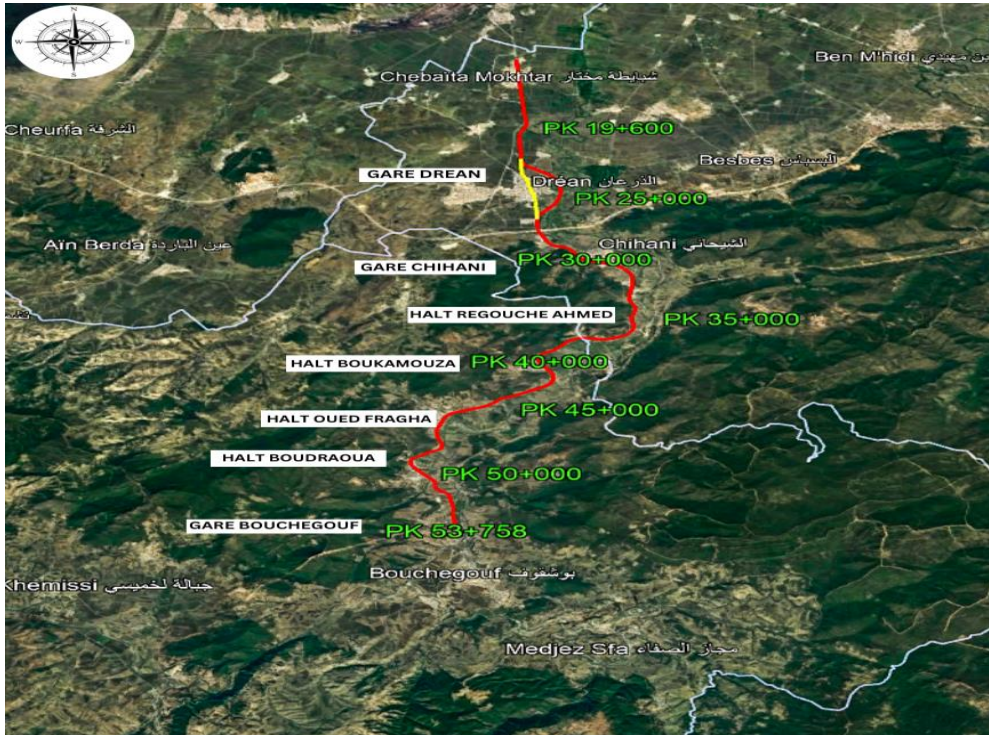 N
W E
S
Ben M'hidi بن مهيدي
Chebaïta Mokhtar شبايطة مختار
Cheurfa الشرفة
PK 19+600
Besbes البسباس
GARE DREAN
Dréan الذرعان
PK 25+000
Aïn Berda عين الباردة
Chihani الشيحاني
GARE CHIHANI
PK 30+000
HALT REGOUCHE AHMED
PK 35+000
HALT BOUKAMOUZA
PK 40+000
PK 45+000
HALT OUED FRAGHA
HALT BOUDRAOUA
PK 50+000
GARE BOUCHEGOUF
PK 53+758
Bouchegouf بوشقوف
Khemissi جبالة لخميسي
Medjez Sfa مجاز الصفاء